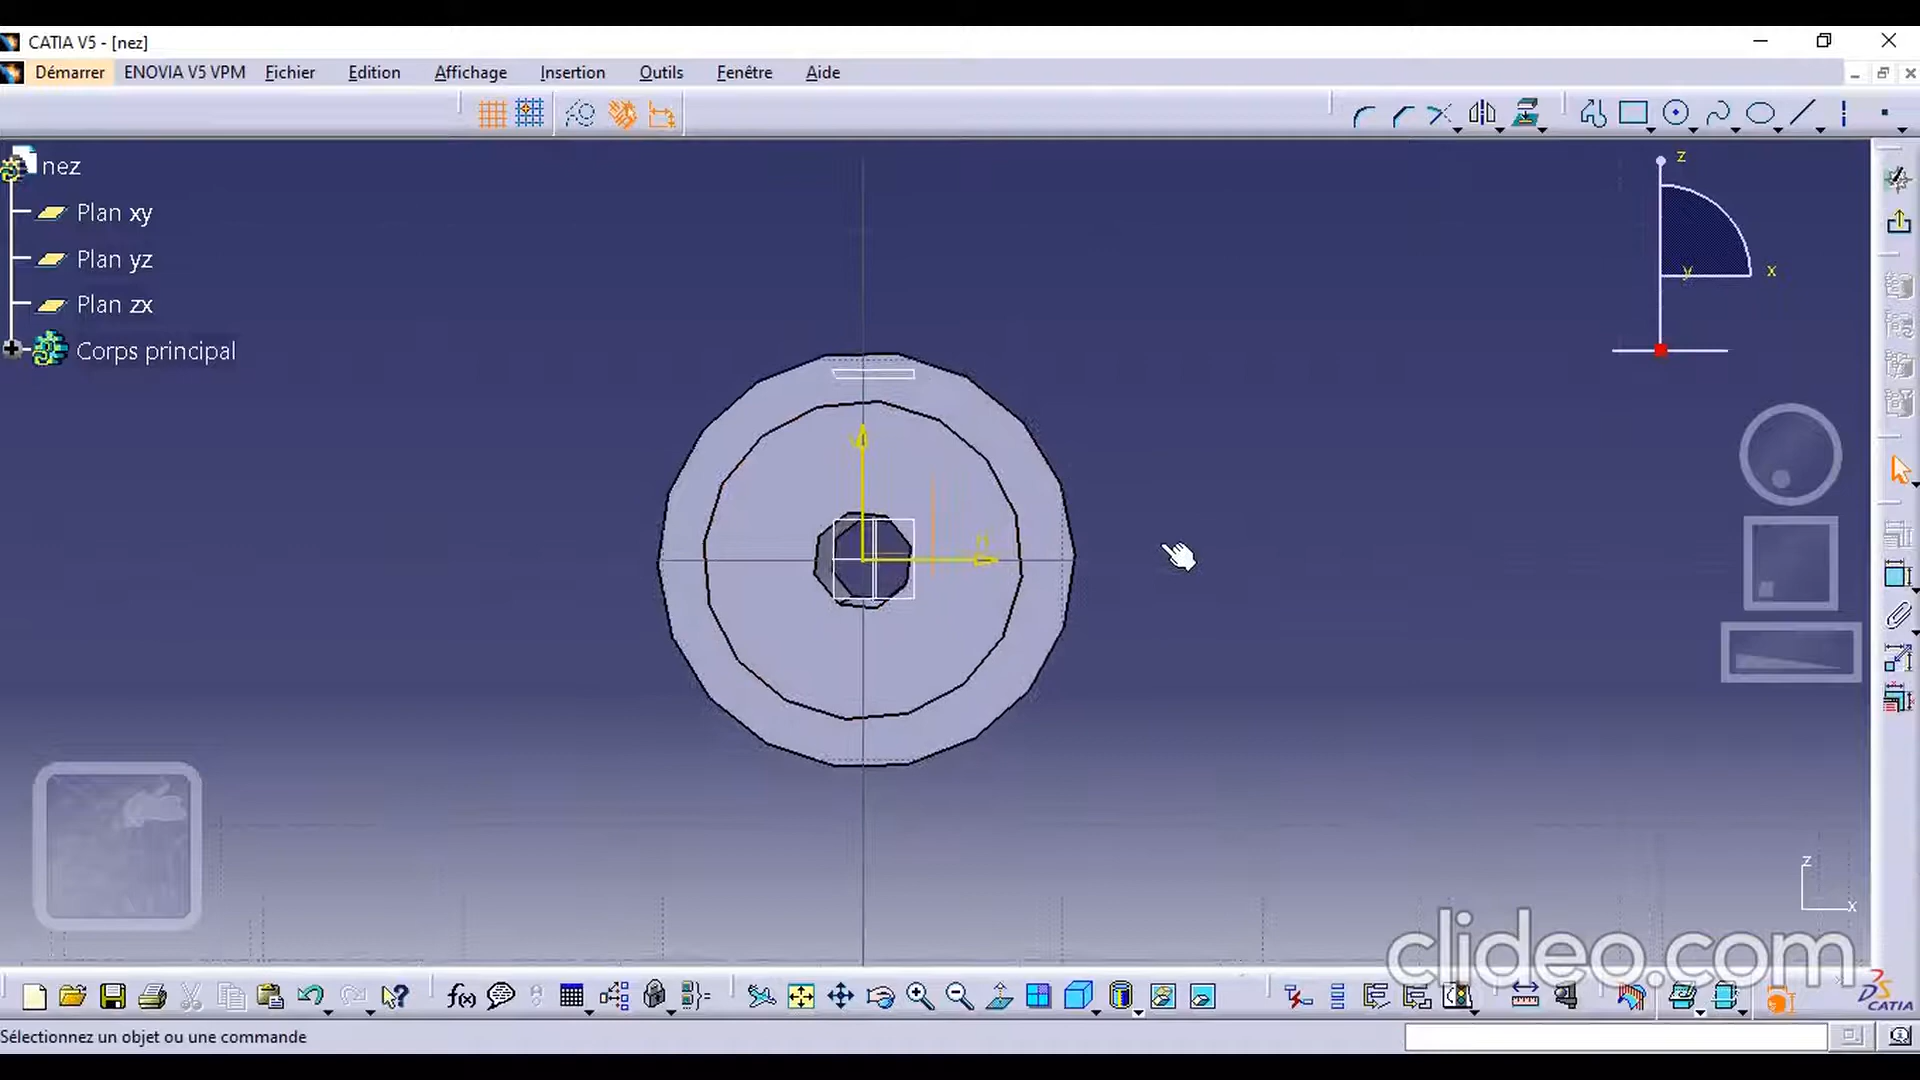 CATIA V5 - [nez]
Démarrer ENOVIA V5 VPM Fichier Edition Affichage Insertion Outils Fenêtre Aide
nez
Plan xy
Plan yz
Plan zx
Corps principal
z
y
x
H
z
x
clideo.com
f(x)
CATIA
Sélectionnez un objet ou une commande